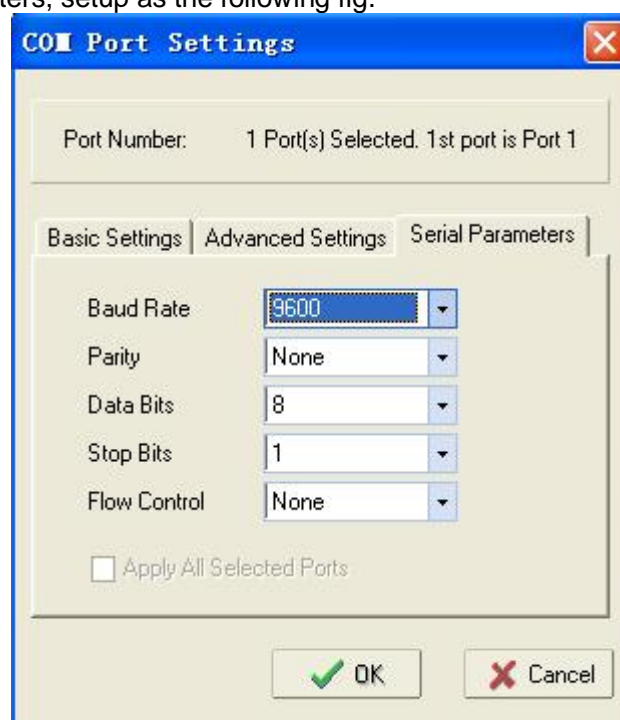 ters, setup as the following fig.
COM Port Settings
Port Number: 1 Port(s) Selected. 1st port is Port 1
Basic Settings Advanced Settings Serial Parameters
Baud Rate 9600
Parity None
Data Bits 8
Stop Bits 1
Flow Control None
Apply All Selected Ports
OK Cancel